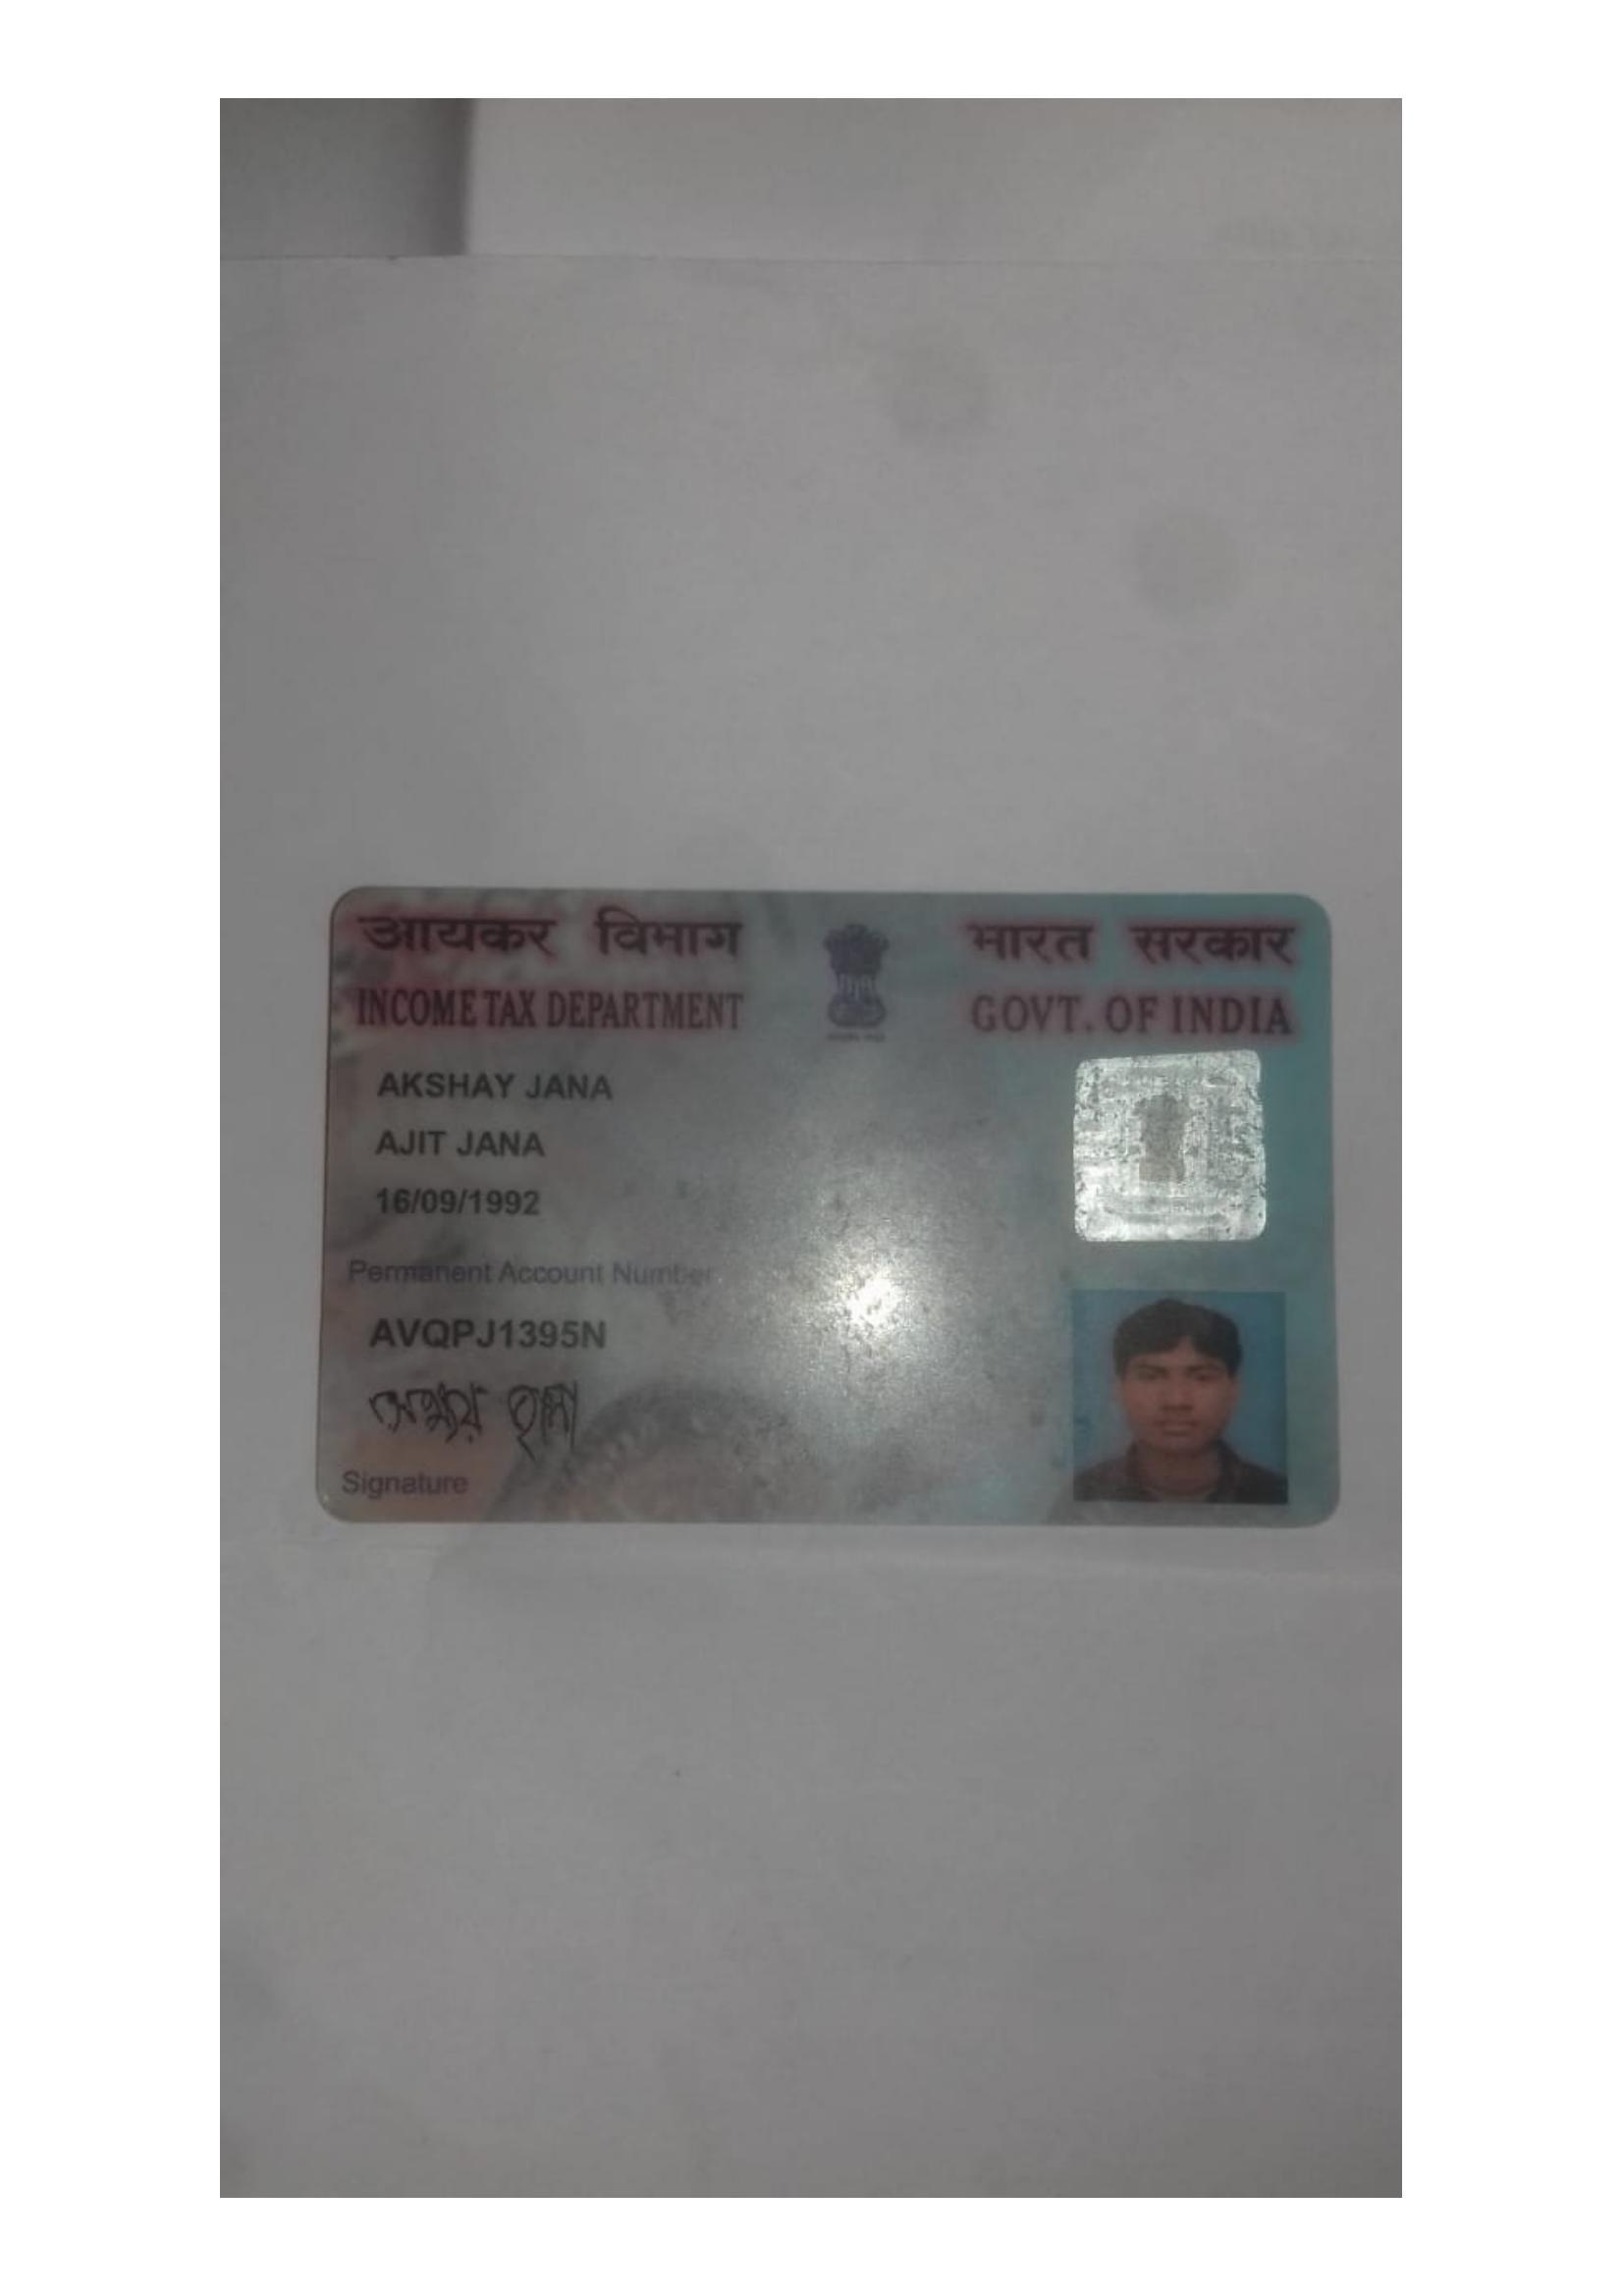 आयकर विभाग भारत सरकार
INCOME TAX DEPARTMENT GOVT. OF INDIA
AKSHAY JANA
AJIT JANA
16/09/1992
Permanent Account Number
AVQPJ1395N
Signature